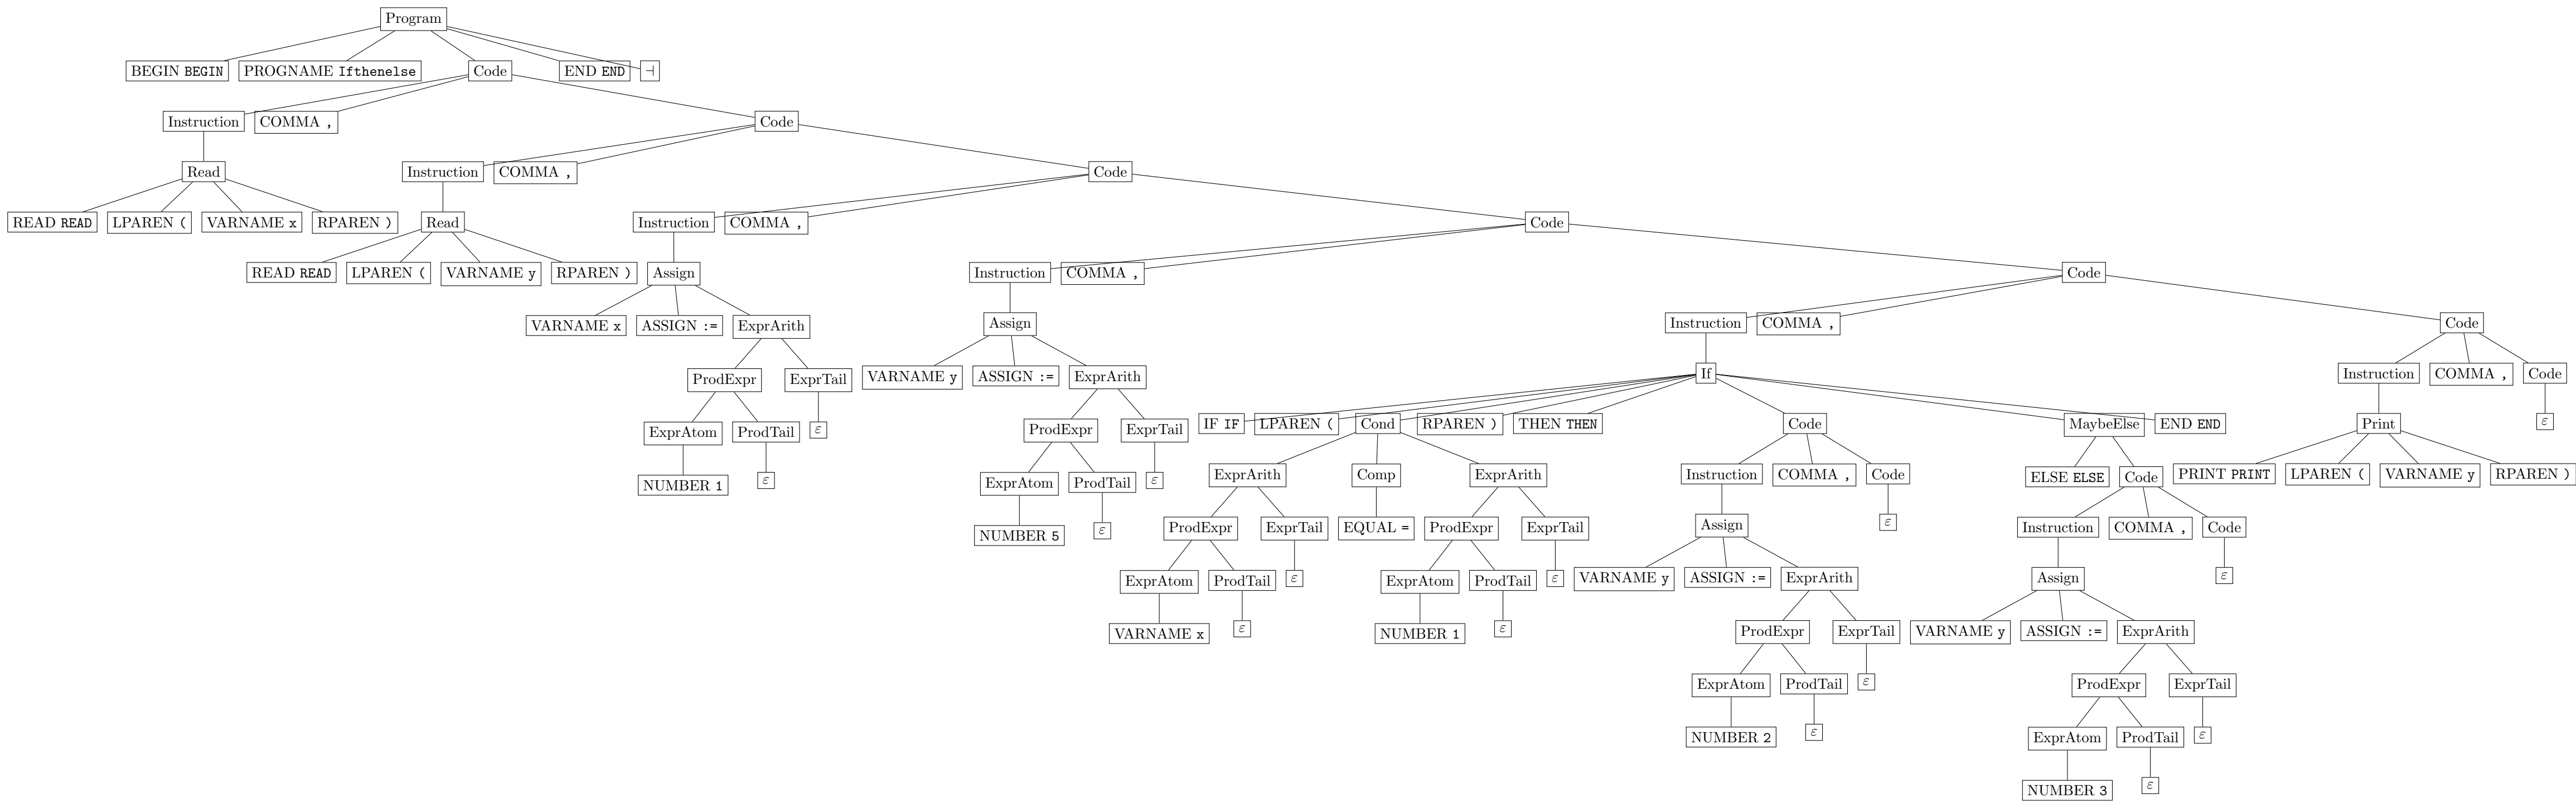 Program
BEGIN BEGIN PROGNAME Ifthenelse Code END END ⊣
Instruction COMMA , Code
Read Instruction COMMA , Code
READ READ LPAREN ( VARNAME x RPAREN ) Read Instruction COMMA , Code
READ READ LPAREN ( VARNAME y RPAREN ) Assign Instruction COMMA , Code
VARNAME x ASSIGN := ExprArith Assign Instruction COMMA , Code
ProdExpr ExprTail VARNAME y ASSIGN := ExprArith If Instruction COMMA , Code
ExprAtom ProdTail ε ProdExpr ExprTail IF IF LPAREN ( Cond RPAREN ) THEN THEN Code MaybeElse END END Print ε
NUMBER 1 ε ExprAtom ProdTail ε ExprArith Comp ExprArith Instruction COMMA , Code ELSE ELSE Code PRINT PRINT LPAREN ( VARNAME y RPAREN )
NUMBER 5 ε ProdExpr ExprTail EQUAL = ProdExpr ExprTail Assign ε Instruction COMMA , Code
ExprAtom ProdTail ε ExprAtom ProdTail ε VARNAME y ASSIGN := ExprArith Assign ε
VARNAME x ε NUMBER 1 ε ProdExpr ExprTail VARNAME y ASSIGN := ExprArith
ExprAtom ProdTail ε ProdExpr ExprTail
NUMBER 2 ε ExprAtom ProdTail ε
NUMBER 3 ε